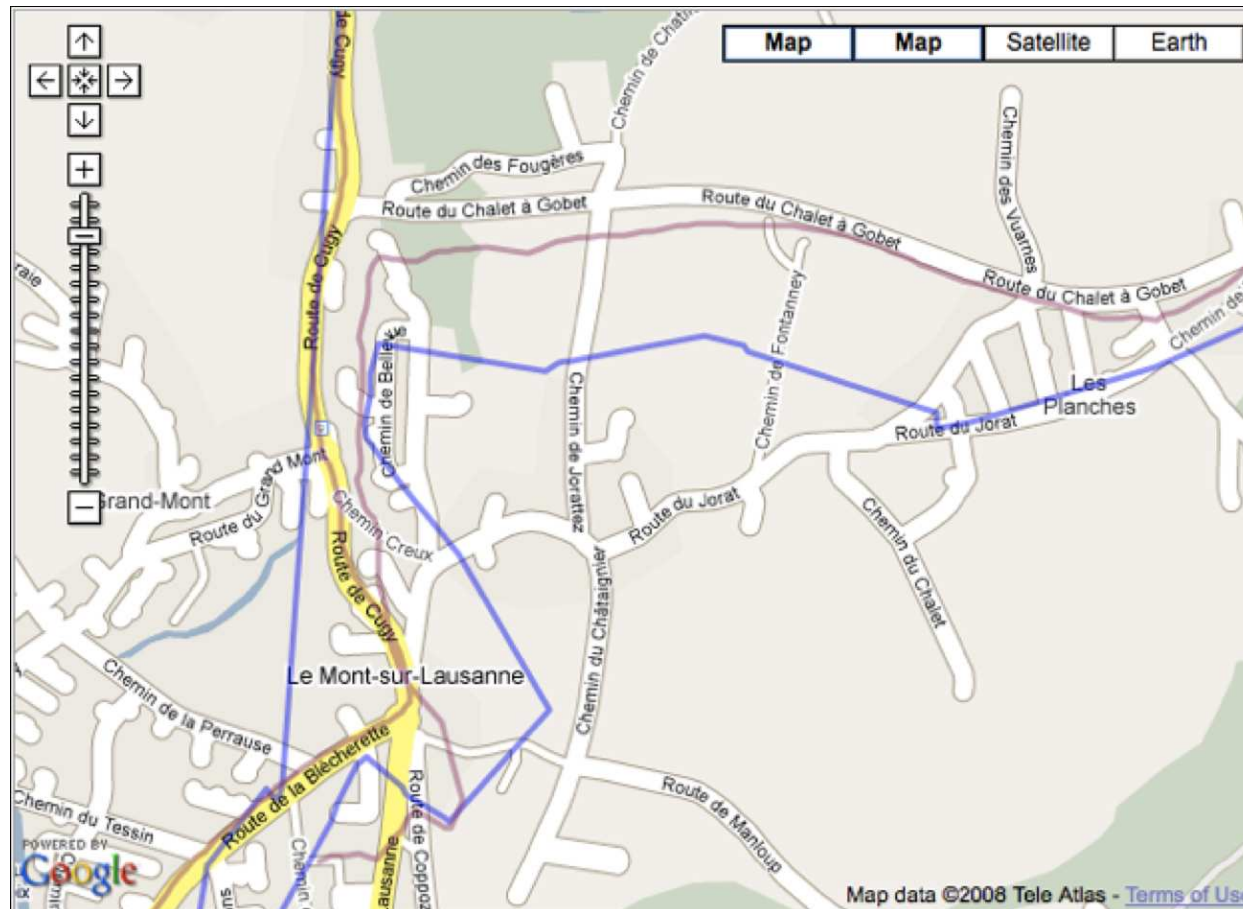 de Cugy
de Cugy
Chemin de
Map
Map
Satellite
Earth
Chemin des Fougères
Route du Chalet à Gobet
Route du Chalet à Gobet
Chemin des Vuarnes
Route de Cugy
Route du Chalet à Gobet
Chemin de
Chemin de Fontanney
Chemin de Jorattez
Les
Planches
Route du Jorat
Grand-Mont
Route du Grand Mont
Chemin Creux
Route du Jorat
Chemin du Chalet
Route de Cugy
Chemin du Châtaignier
Le Mont-sur-Lausanne
Chemin de la Perrause
Route de la Blécherette
Route de Manloup
Chemin du Tessin
Chemin
Route de Coppoz
Lausanne
POWERED BY
Google
Map data ©2008 Tele Atlas - Terms of Use